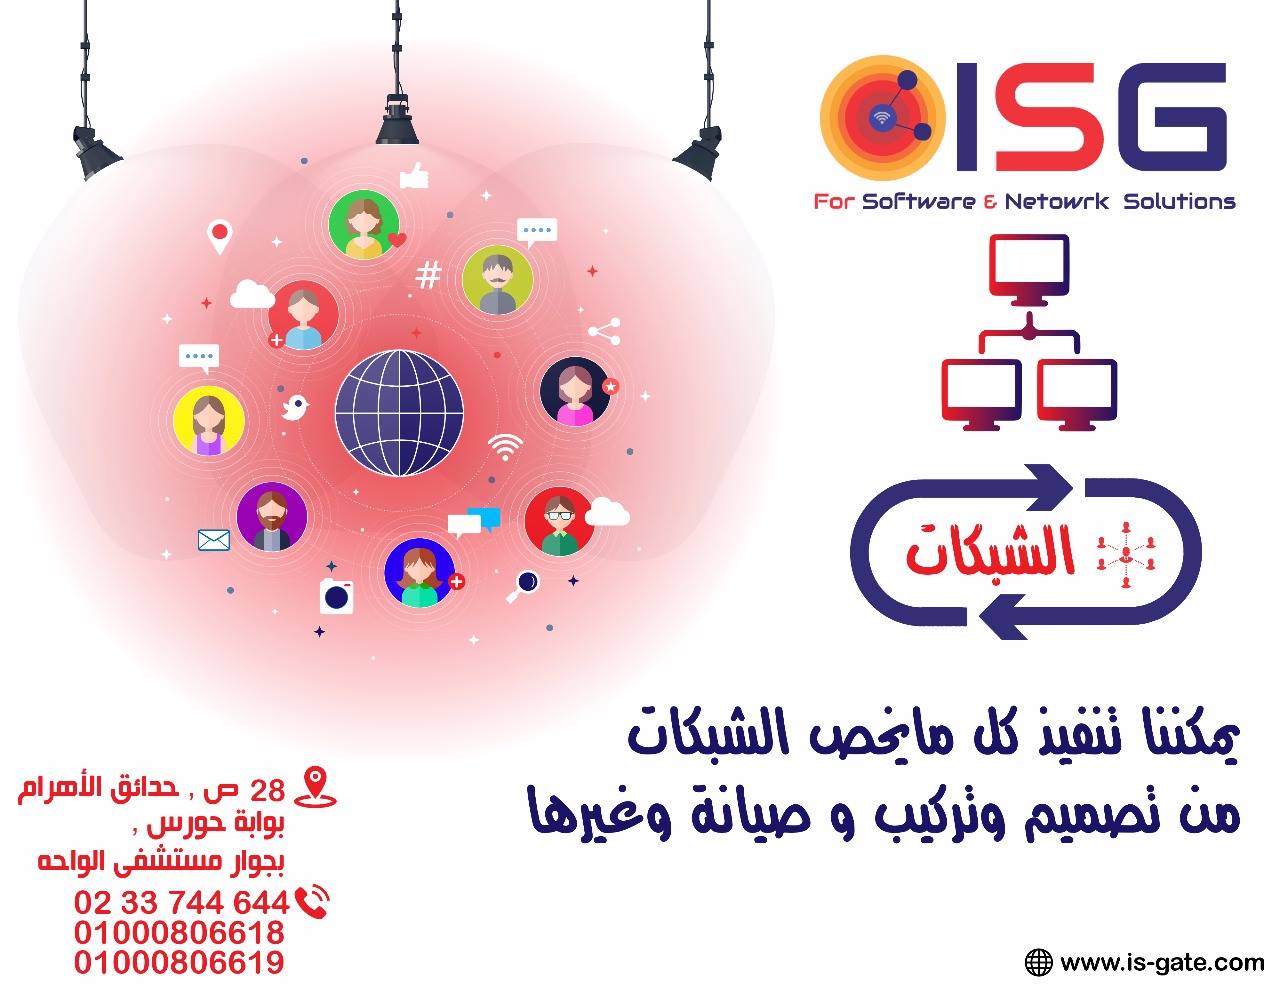 ISG
For Software & Netowrk Solutions
#
الشبكات
يمكننا تنفيذ كل مايخص الشبكات
من تصميم وتركيب و صيانة وغيرها
28 ص , حدائق الأهرام
بوابة حورس ,
بجوار مستشفى الواحه
02 33 744 644
01000806618
01000806619
www.is-gate.com